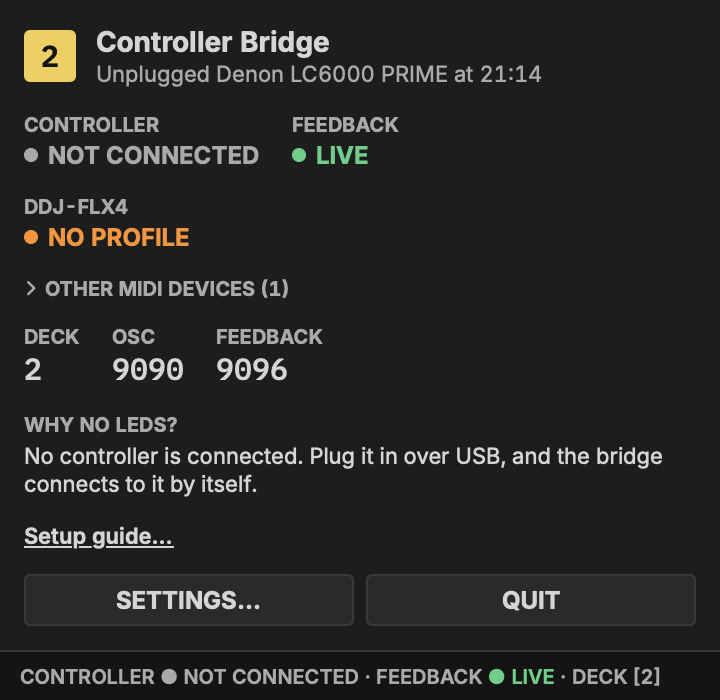 2
Controller Bridge
Unplugged Denon LC6000 PRIME at 21:14
CONTROLLER FEEDBACK
NOT CONNECTED LIVE
DDJ-FLX4
NO PROFILE
OTHER MIDI DEVICES (1)
DECK OSC FEEDBACK
2 9090 9096
WHY NO LEDS?
No controller is connected. Plug it in over USB, and the bridge
connects to it by itself.
Setup guide...
SETTINGS... QUIT
CONTROLLER ● NOT CONNECTED · FEEDBACK ● LIVE · DECK [2]